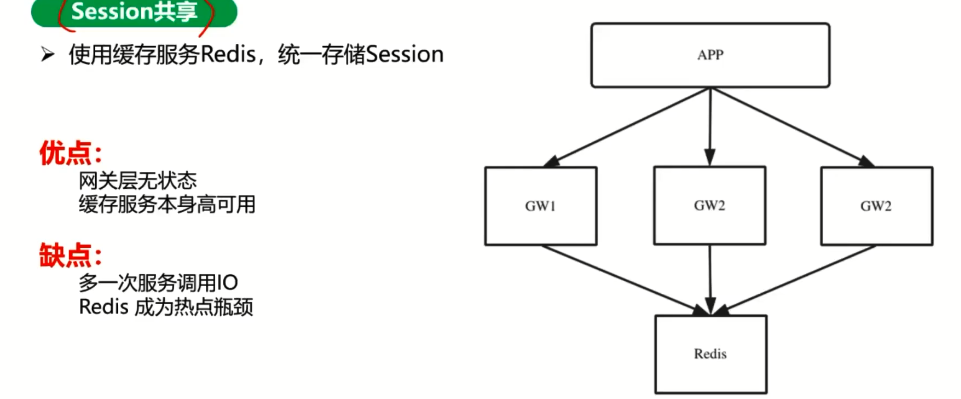 Session共享
➢ 使用缓存服务Redis，统一存储Session
优点：
网关层无状态
缓存服务本身高可用
缺点：
多一次服务调用IO
Redis 成为热点瓶颈
APP
GW1
GW2
GW2
Redis